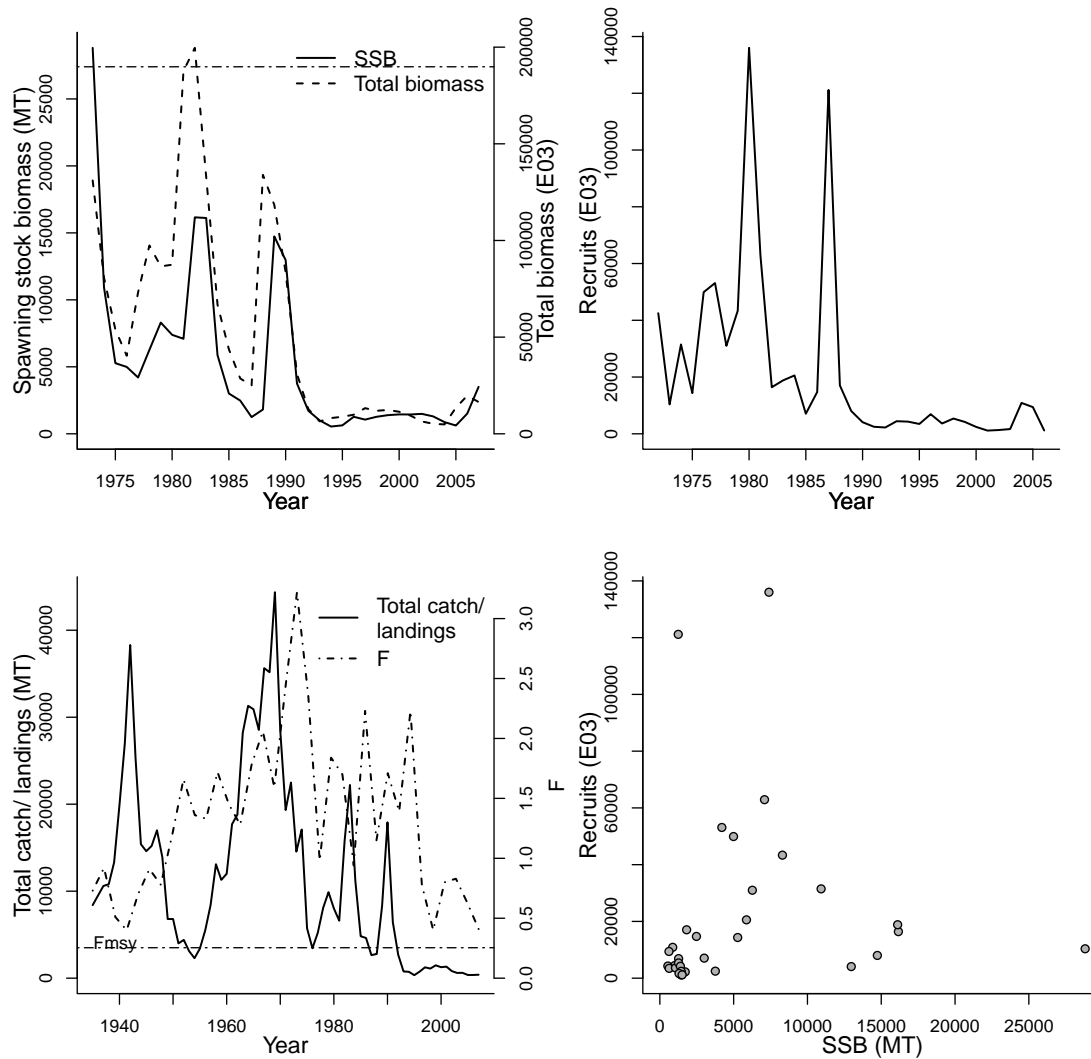 Spawning stock biomass (MT)
0
5000
10000
15000
20000
25000
SSB
Total biomass
Total biomass (E03)
0
50000
100000
150000
200000
1975 1980 1985 1990 1995 2000 2005
Year
Recruits (E03)
0
20000
60000
100000
140000
1975 1980 1985 1990 1995 2000 2005
Year
Total catch/ landings (MT)
0
10000
20000
30000
40000
Total catch/
landings
F
Fmsy
F
0.0
0.5
1.0
1.5
2.0
2.5
3.0
1940 1960 1980 2000
Year
Recruits (E03)
0
20000
60000
100000
140000
0 5000 10000 15000 20000 25000
SSB (MT)